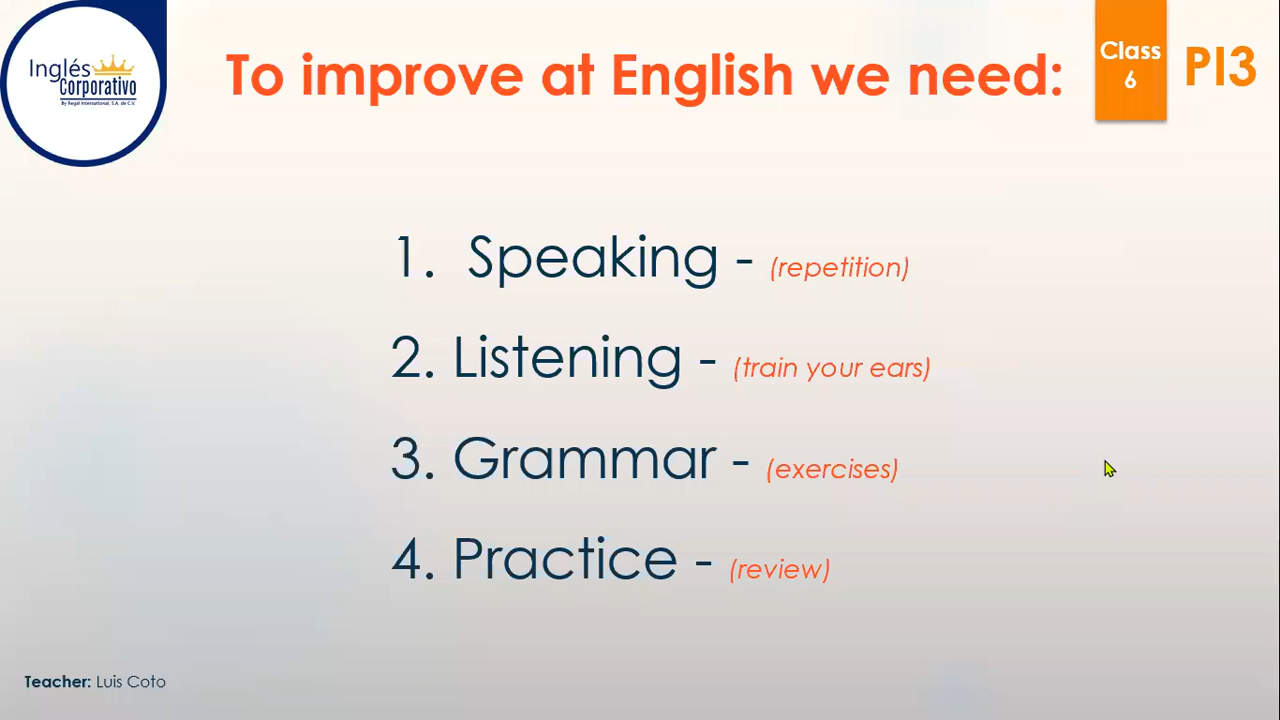 Inglés
Corporativo
By Regal International, S.A. de C.V.
To improve at English we need:
Class
6
PI3
1. Speaking - (repetition)
2. Listening - (train your ears)
3. Grammar - (exercises)
4. Practice - (review)
Teacher: Luis Coto